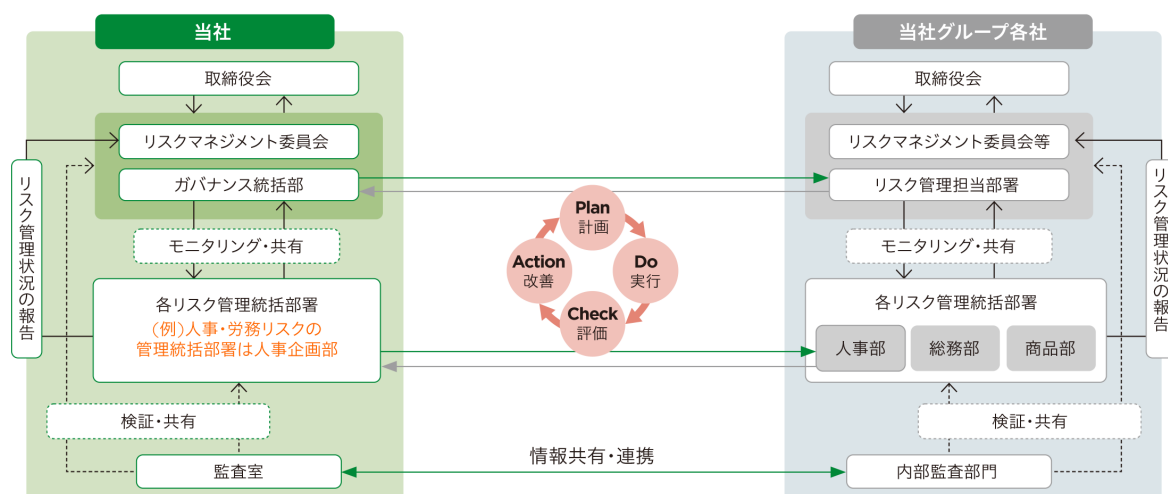 当社
取締役会
リスクマネジメント委員会
ガバナンス統括部
モニタリング・共有
リスク管理状況の報告
各リスク管理統括部署
(例)人事・労務リスクの
管理統括部署は人事企画部
検証・共有
監査室
Plan
計画
Do
実行
Check
評価
Action
改善
情報共有・連携
当社グループ各社
取締役会
リスクマネジメント委員会等
リスク管理担当部署
モニタリング・共有
リスク管理状況の報告
各リスク管理統括部署
人事部
総務部
商品部
検証・共有
内部監査部門